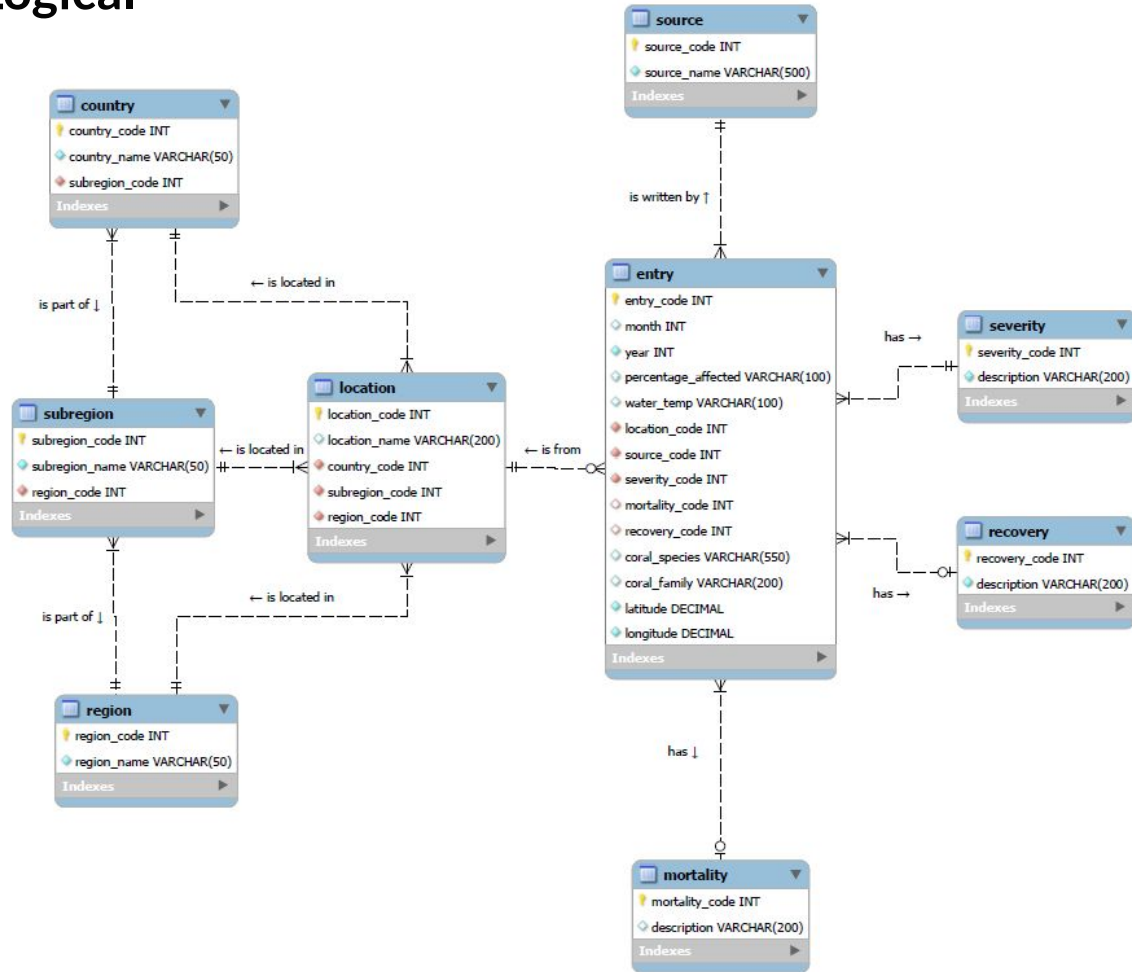 source
source_code INT
source_name VARCHAR(500)
Indexes
country
country_code INT
country_name VARCHAR(50)
subregion_code INT
Indexes
is written by ↑
← is located in
is part of ↓
entry
entry_code INT
month INT
year INT
percentage_affected VARCHAR(100)
water_temp VARCHAR(100)
location_code INT
source_code INT
severity_code INT
mortality_code INT
recovery_code INT
coral_species VARCHAR(550)
coral_family VARCHAR(200)
latitude DECIMAL
longitude DECIMAL
Indexes
has →
severity
severity_code INT
description VARCHAR(200)
Indexes
location
location_code INT
location_name VARCHAR(200)
country_code INT
subregion_code INT
region_code INT
Indexes
subregion
subregion_code INT
subregion_name VARCHAR(50)
region_code INT
Indexes
← is located in
← is from
recovery
recovery_code INT
description VARCHAR(200)
Indexes
has →
← is located in
is part of ↓
region
region_code INT
region_name VARCHAR(50)
Indexes
has ↓
mortality
mortality_code INT
description VARCHAR(200)
Indexes